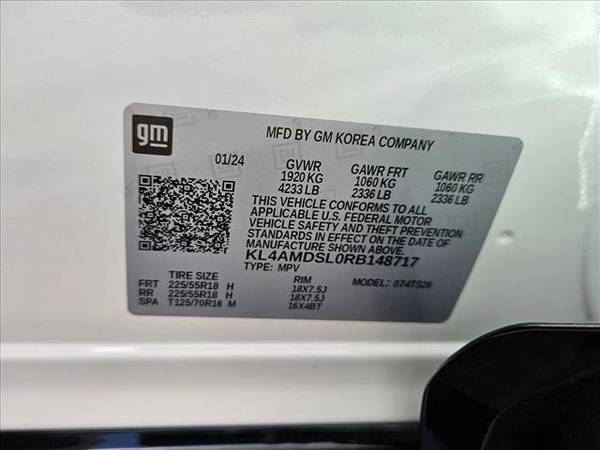 gm
MFD BY GM KOREA COMPANY
01/24 GVWR GAWR FRT GAWR RR
1920 KG 1060 KG 1060 KG
4233 LB 2336 LB 2336 LB
THIS VEHICLE CONFORMS TO ALL
APPLICABLE U.S. FEDERAL MOTOR
VEHICLE SAFETY AND THEFT PREVENTION
STANDARDS IN EFFECT ON THE DATE OF
MANUFACTURE SHOWN ABOVE.
KL4AMDSL0RB148717
TYPE: MPV MODEL: 074TS26
TIRE SIZE RIM
FRT 225/55R18 H 18X7.5J
RR 225/55R18 H 18X7.5J
SPA T125/70R16 M 16X4BT